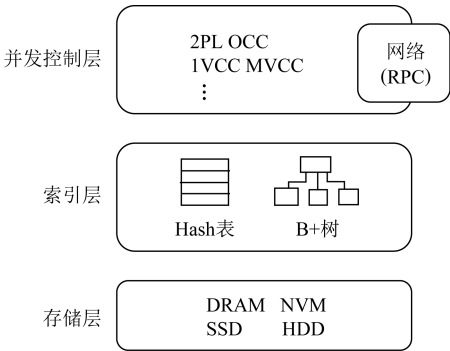 并发控制层
2PL OCC
1VCC MVCC
⋮
网络
(RPC)
索引层
Hash表
B+树
存储层
DRAM NVM
SSD HDD